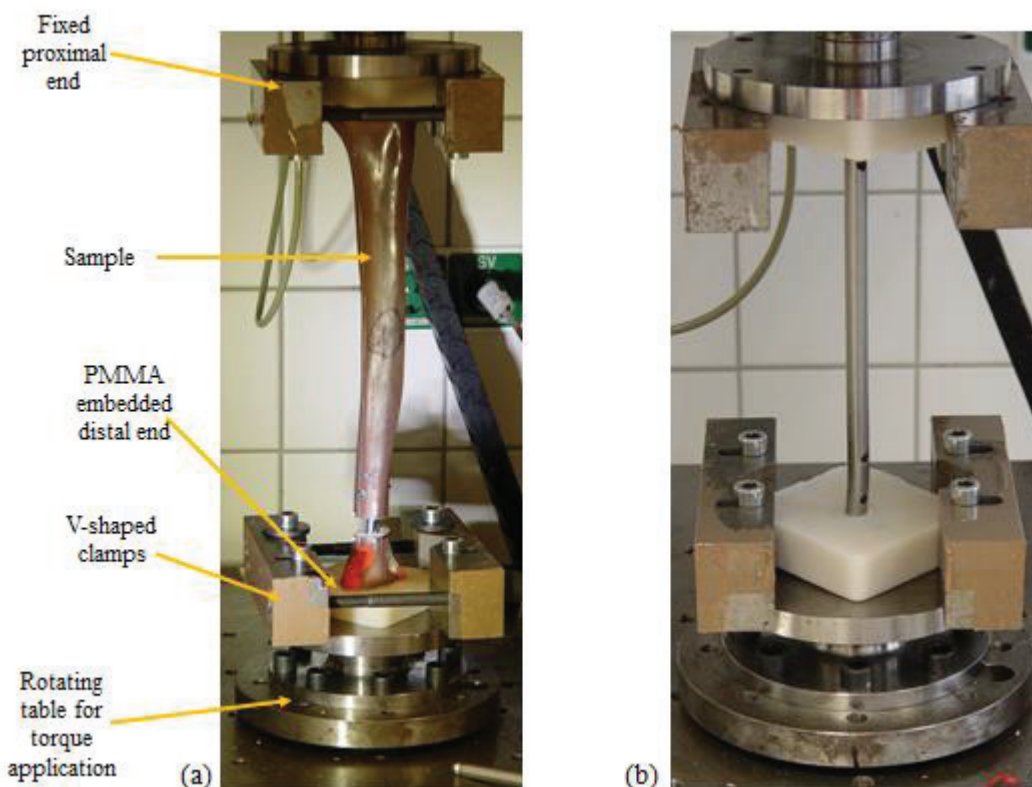 Fixed
proximal
end
Sample
PMMA
embedded
distal end
V-shaped
clamps
Rotating
table for
torque
application
(a)
(b)
SV